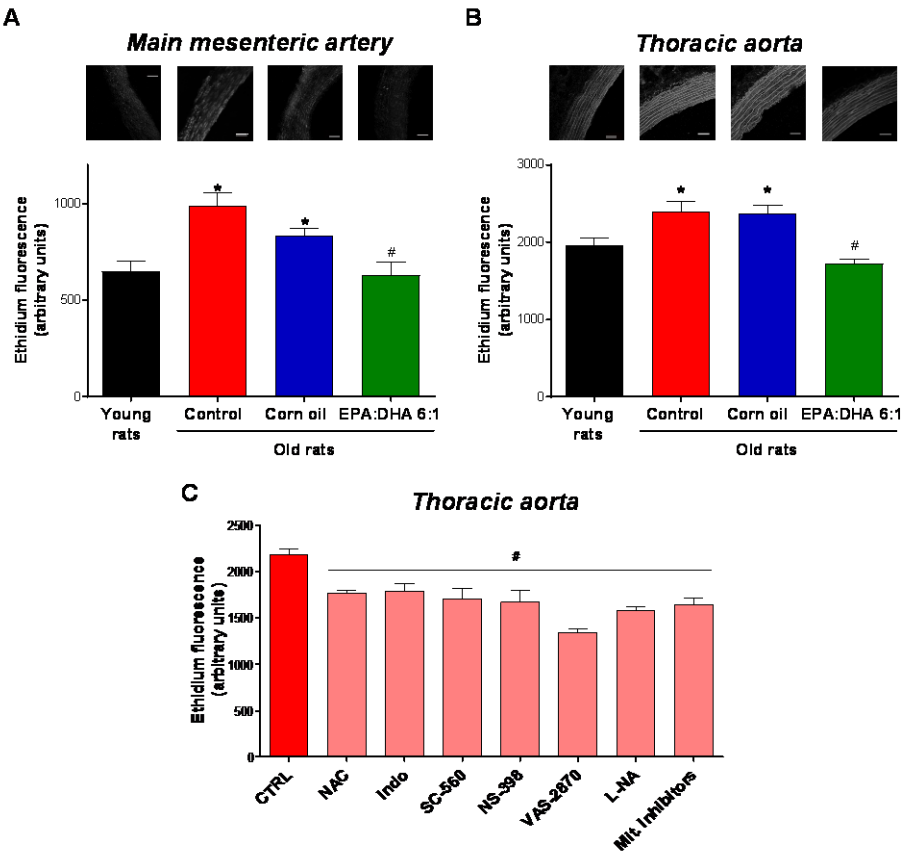 A
Main mesenteric artery
Ethidium fluorescence
(arbitrary units)
1000
500
0
*
*
#
Young
rats
Control
Corn oil
EPA:DHA 6:1
Old rats
B
Thoracic aorta
Ethidium fluorescence
(arbitrary units)
3000
2000
1000
0
*
*
#
Young
rats
Control
Corn oil
EPA:DHA 6:1
Old rats
C
Thoracic aorta
Ethidium fluorescence
(arbitrary units)
2500
2000
1500
1000
500
0
#
CTRL
NAC
Indo
SC-560
NS-398
VAS-2870
L-NA
Mit. Inhibitors